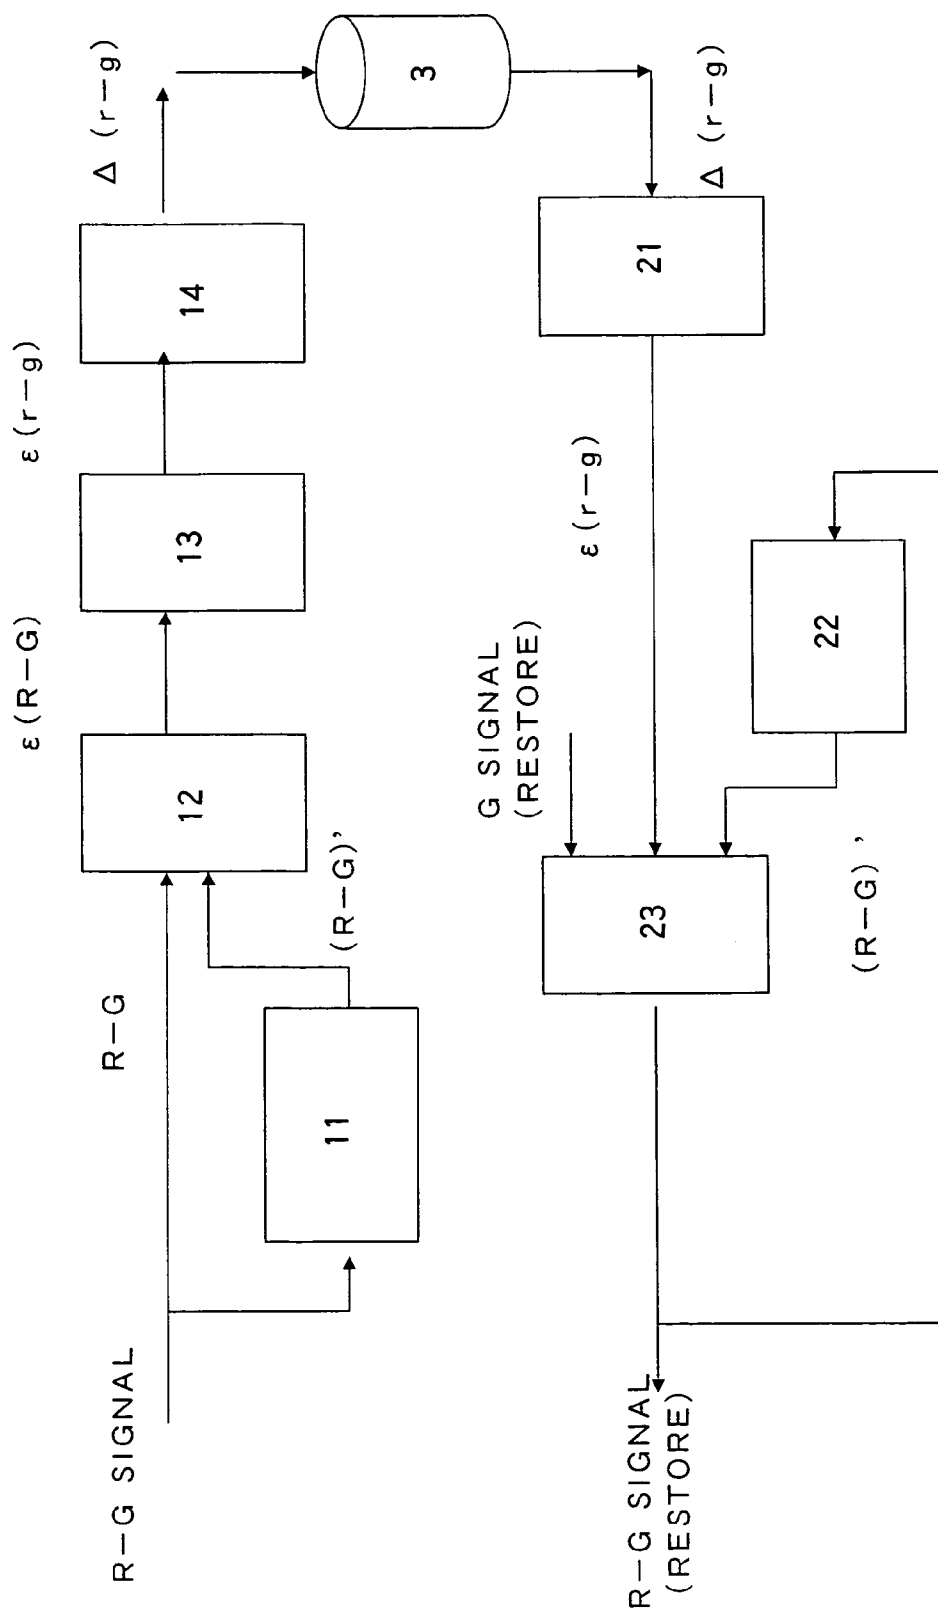 R-G SIGNAL
R-G
(R-G)'
11
12
ε(R-G)
13
ε(r-g)
14
Δ (r-g)
3
Δ (r-g)
21
ε(r-g)
G SIGNAL
(RESTORE)
22
(R-G) '
23
R-G SIGNAL
(RESTORE)